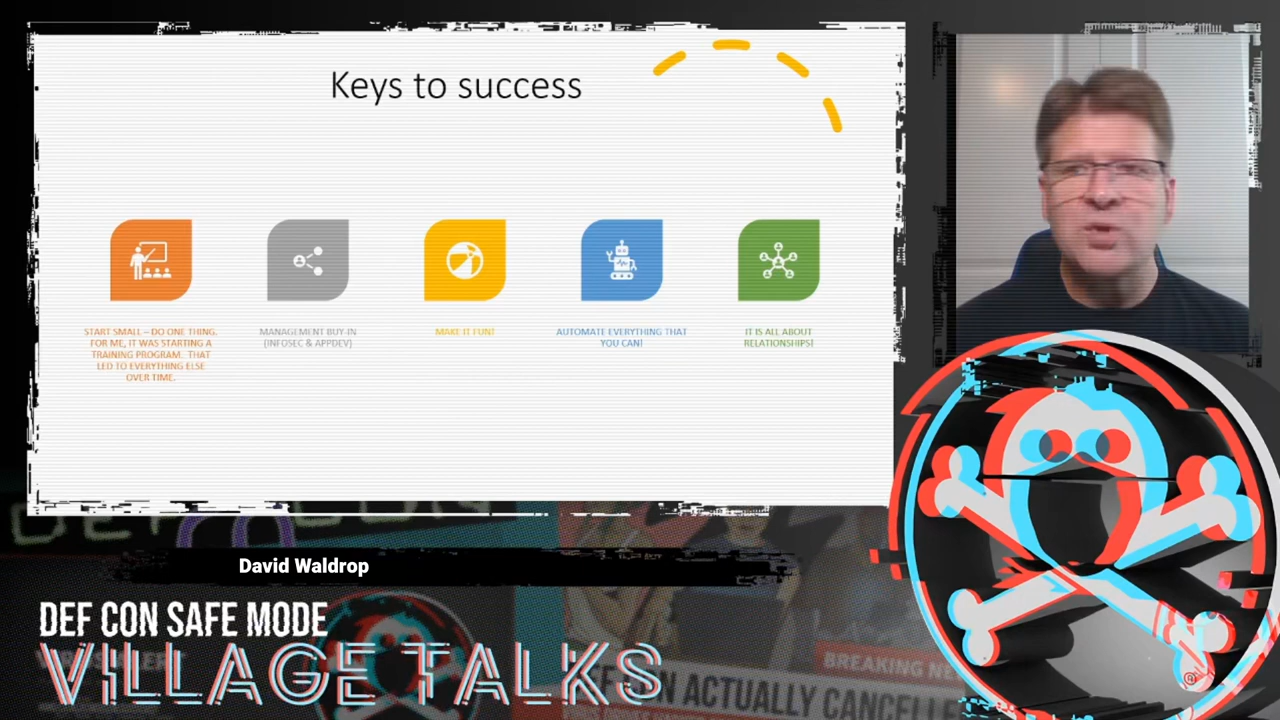 Keys to success
START SMALL – DO ONE THING.
FOR ME, IT WAS STARTING A
TRAINING PROGRAM. THAT
LED TO EVERYTHING ELSE
OVER TIME.
MANAGEMENT BUY-IN
(INFOSEC & APPDEV)
MAKE IT FUN!
AUTOMATE EVERYTHING THAT
YOU CAN!
IT IS ALL ABOUT
RELATIONSHIPS!
DEF CON
David Waldrop
DEF CON SAFE MODE
VILLAGE TALKS
BREAKING NE
ACTUALLY CANCELLE
®